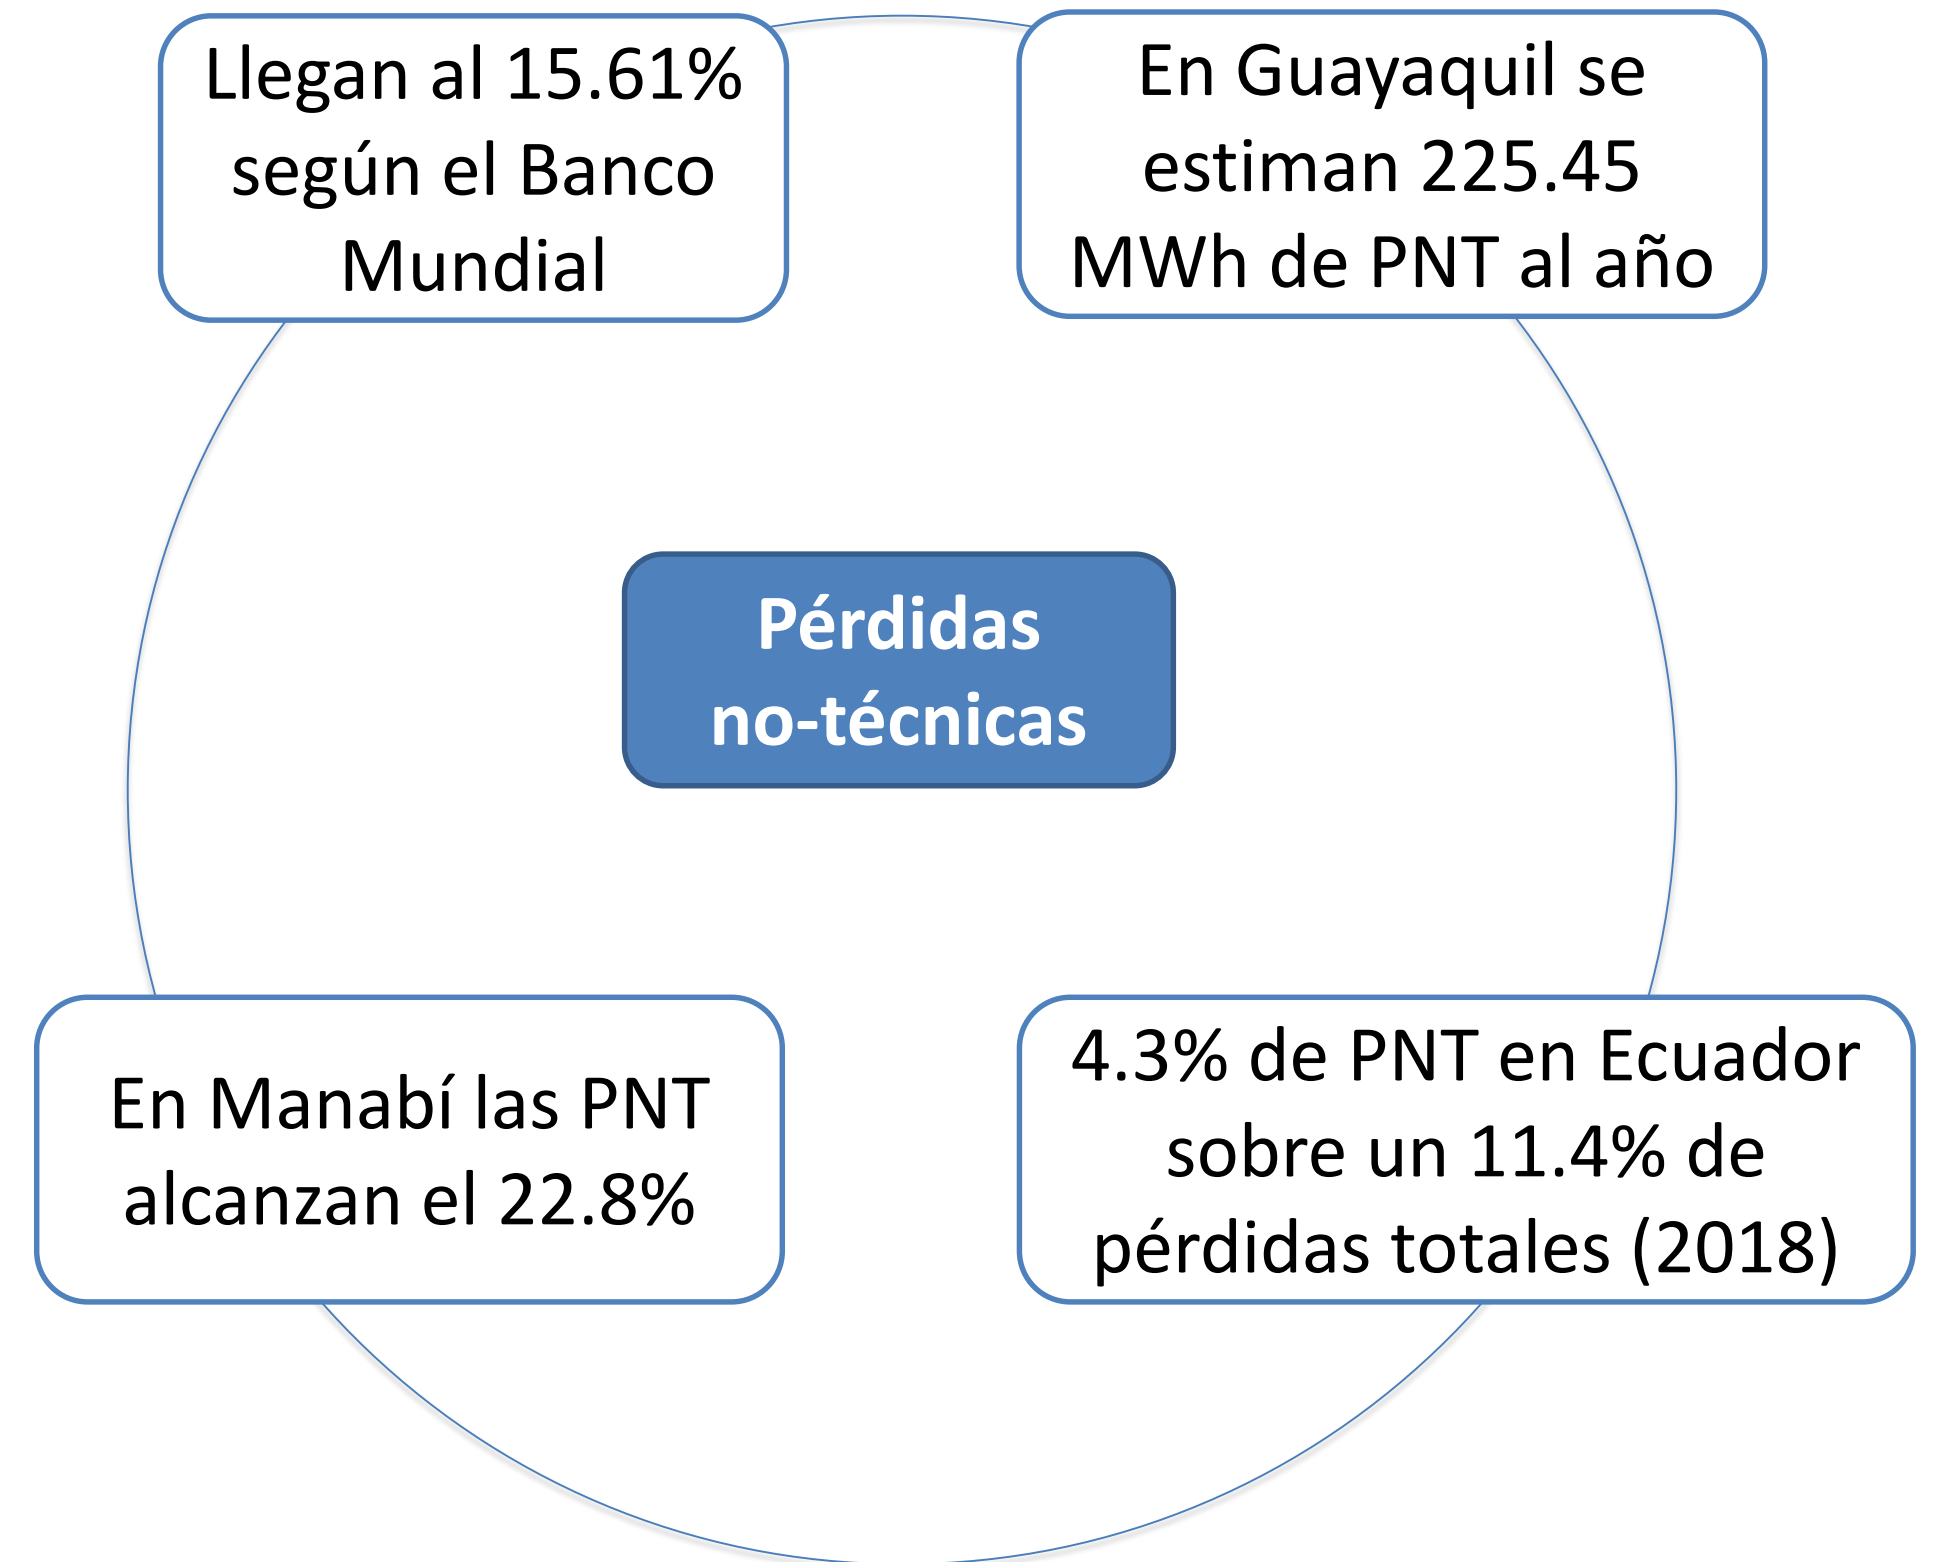 Llegan al 15.61%
según el Banco
Mundial
En Guayaquil se
estiman 225.45
MWh de PNT al año
Pérdidas
no-técnicas
En Manabí las PNT
alcanzan el 22.8%
4.3% de PNT en Ecuador
sobre un 11.4% de
pérdidas totales (2018)